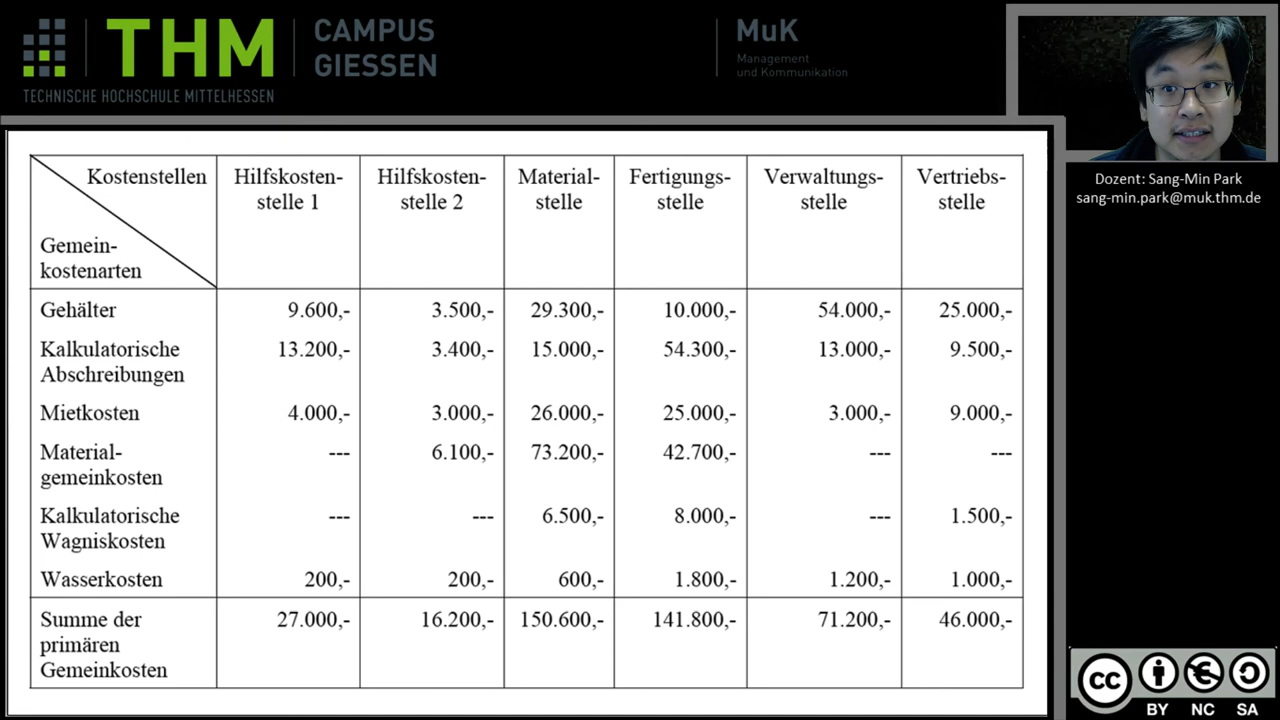 THM
CAMPUS
GIESSEN
TECHNISCHE HOCHSCHULE MITTELHESSEN
MuK
Management
und Kommunikation
Dozent: Sang-Min Park
sang-min.park@muk.thm.de
Kostenstellen
Gemein-
kostenarten
Hilfskosten-
stelle 1
Hilfskosten-
stelle 2
Material-
stelle
Fertigungs-
stelle
Verwaltungs-
stelle
Vertriebs-
stelle
Gehälter 9.600,- 3.500,- 29.300,- 10.000,- 54.000,- 25.000,-
Kalkulatorische 13.200,- 3.400,- 15.000,- 54.300,- 13.000,- 9.500,-
Abschreibungen
Mietkosten 4.000,- 3.000,- 26.000,- 25.000,- 3.000,- 9.000,-
Material- --- 6.100,- 73.200,- 42.700,- --- ---
gemeinkosten
Kalkulatorische --- --- 6.500,- 8.000,- --- 1.500,-
Wagniskosten
Wasserkosten 200,- 200,- 600,- 1.800,- 1.200,- 1.000,-
Summe der 27.000,- 16.200,- 150.600,- 141.800,- 71.200,- 46.000,-
primären
Gemeinkosten
cc
BY NC SA